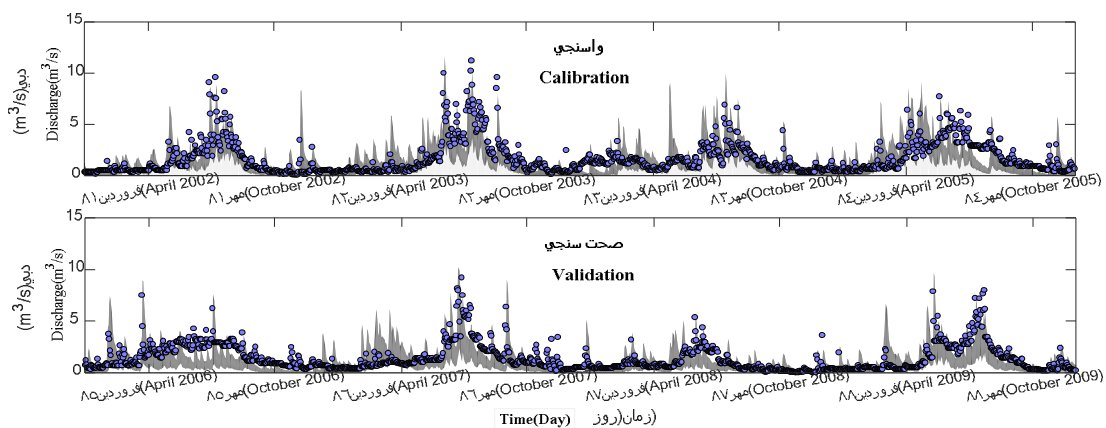 15
10
5
0
دبي(m³/s)
Discharge(m³/s)
واسنجي
Calibration
فروردين۸۱(April 2002)
مهر۸۱(October 2002)
فروردين۸۲(April 2003)
مهر۸۲(October 2003)
فروردين۸۳(April 2004)
مهر۸۳(October 2004)
فروردين۸۴(April 2005)
مهر۸۴(October 2005)
15
10
5
0
دبي(m³/s)
Discharge(m³/s)
صحت سنجي
Validation
فروردين۸۵(April 2006)
مهر۸۵(October 2006)
فروردين۸۶(April 2007)
مهر۸۶(October 2007)
فروردين۸۷(April 2008)
مهر۸۷(October 2008)
فروردين۸۸(April 2009)
مهر۸۸(October 2009)
Time(Day) زمان(روز)